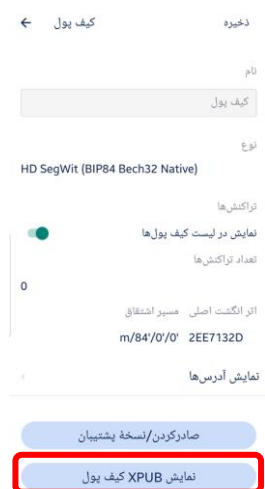 ذخیره کیف پول
نام
کیف پول
نوع
HD SegWit (BIP84 Bech32 Native)
تراکنش‌ها
نمایش در لیست کیف پول‌ها
تعداد تراکنش‌ها
0
اثر انگشت اصلی مسیر اشتقاق
m/84'/0'/0' 2EE7132D
نمایش آدرس‌ها
صادرکردن/نسخهٔ پشتیبان
نمایش XPUB کیف پول